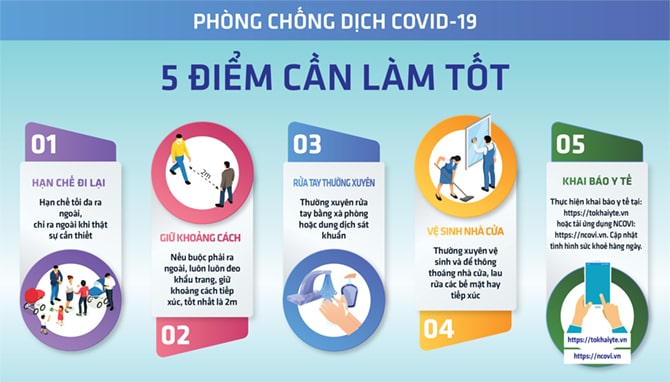 PHÒNG CHỐNG DỊCH COVID-19
5 ĐIỂM CẦN LÀM TỐT
01
HẠN CHẾ ĐI LẠI
Hạn chế tối đa ra
ngoài,
chỉ ra ngoài khi thật
sự cần thiết
2m
GIỮ KHOẢNG CÁCH
Nếu buộc phải ra
ngoài, luôn luôn đeo
khẩu trang, giữ
khoảng cách tiếp
xúc, tốt nhất là 2m
02
03
RỬA TAY THƯỜNG XUYÊN
Thường xuyên rửa
tay bằng xà phòng
hoặc dung dịch sát
khuẩn
VỆ SINH NHÀ CỬA
Thường xuyên vệ
sinh và để thông
thoáng nhà cửa, lau
rửa các bề mặt hay
tiếp xúc
04
05
KHAI BÁO Y TẾ
Thực hiện khai báo y tế tại:
https://tokhaiyte.vn
hoặc tải ứng dụng NCOVI:
https://ncovi.vn. Cập nhật
tình hình sức khoẻ hàng ngày.
https://tokhaiyte.vn
https://ncovi.vn